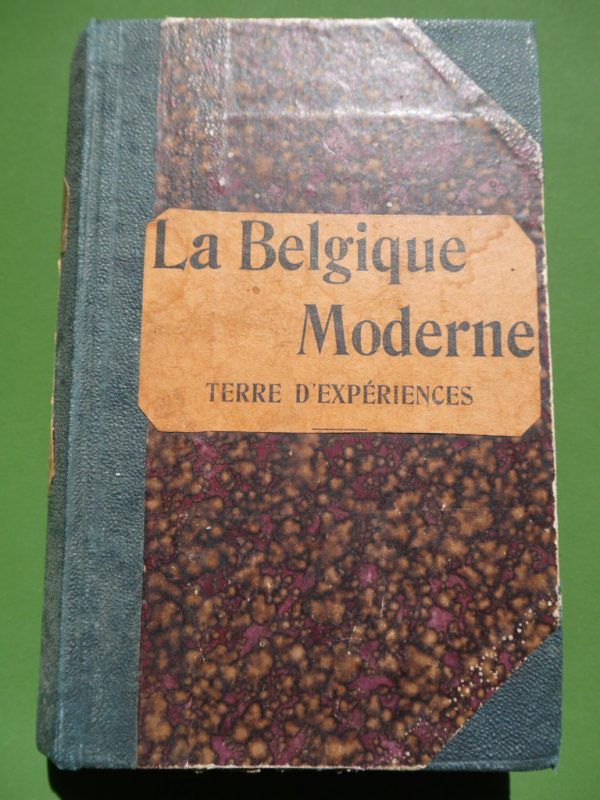 La Belgique
Moderne
TERRE D'EXPÉRIENCES